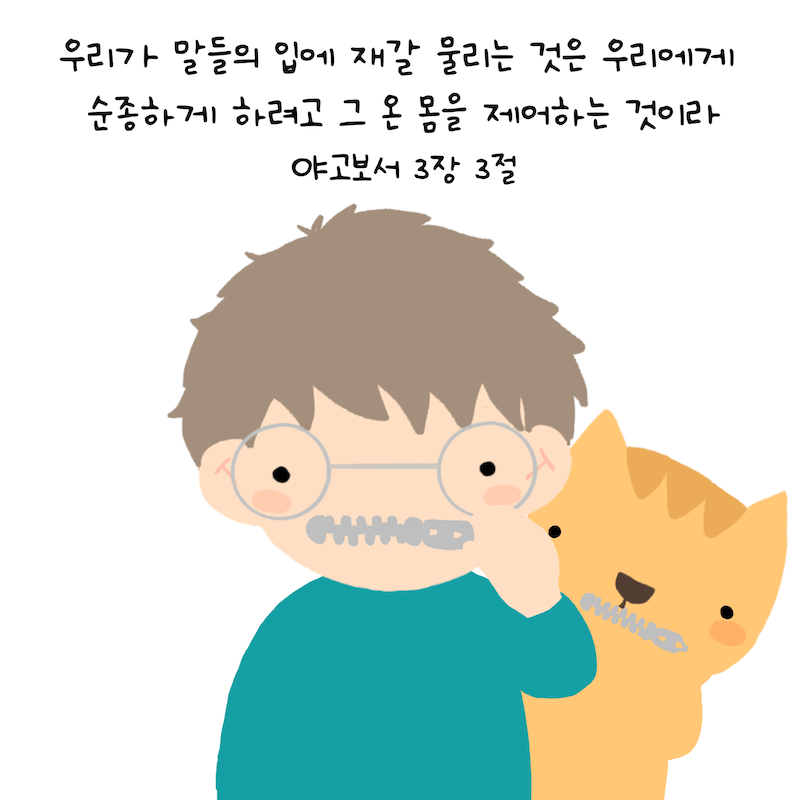 우리가 말들의 입에 재갈 물리는 것은 우리에게
순종하게 하려고 그 온 몸을 제어하는 것이라
야고보서 3장 3절